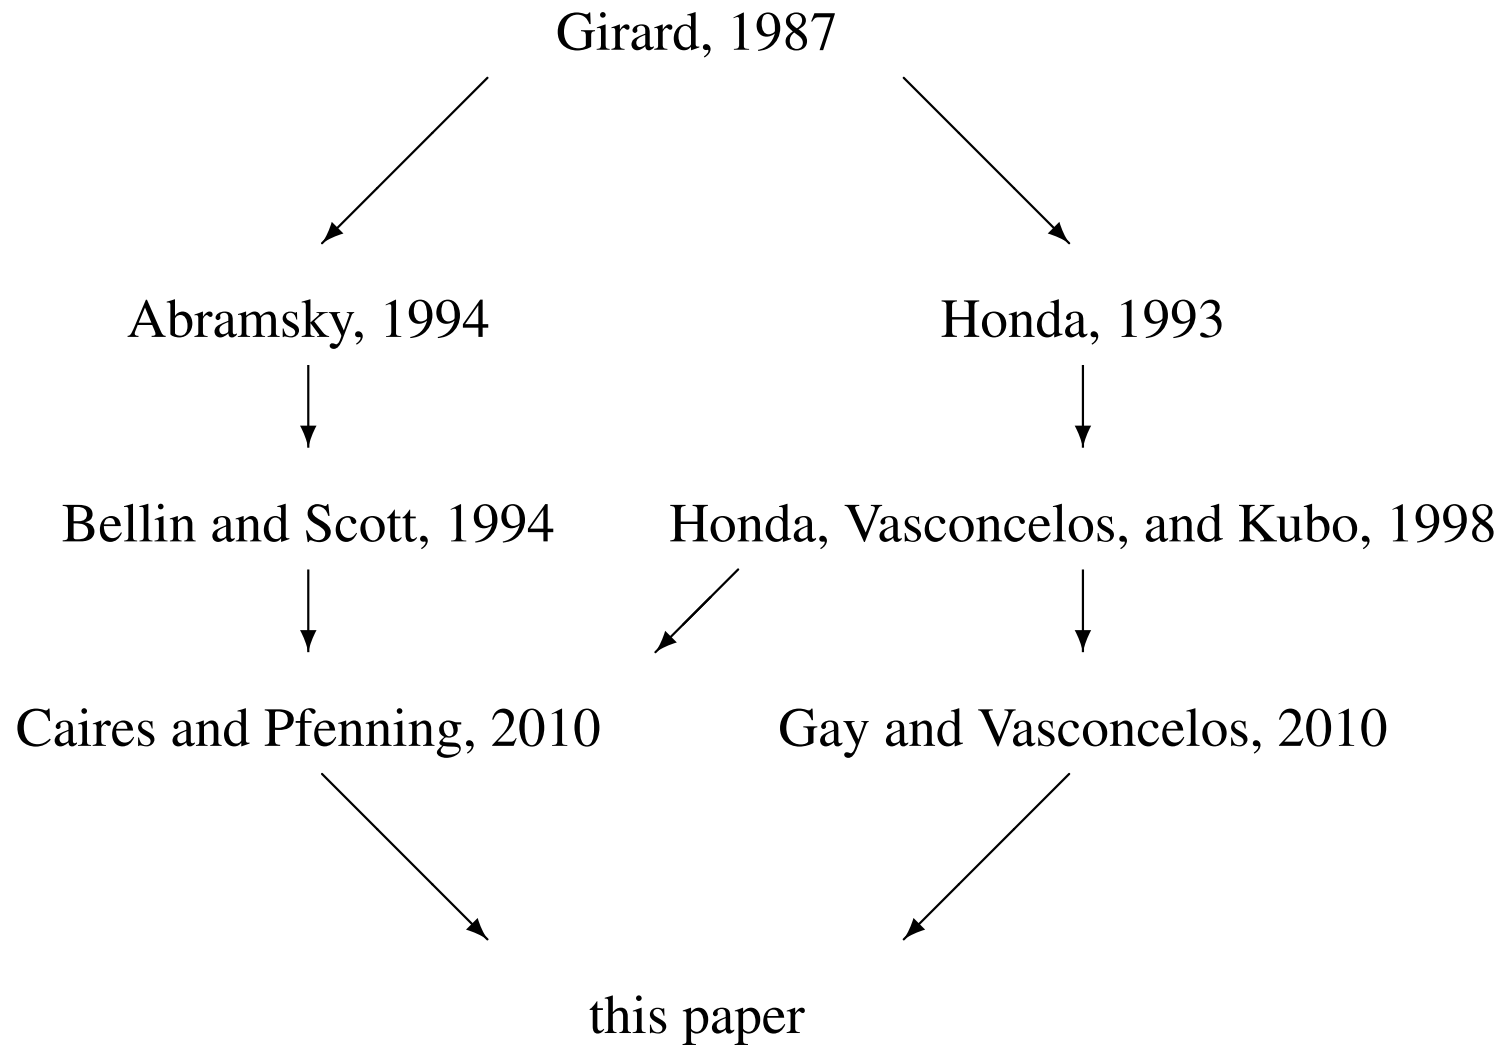 Girard, 1987
Abramsky, 1994
Honda, 1993
Bellin and Scott, 1994
Honda, Vasconcelos, and Kubo, 1998
Caires and Pfenning, 2010
Gay and Vasconcelos, 2010
this paper